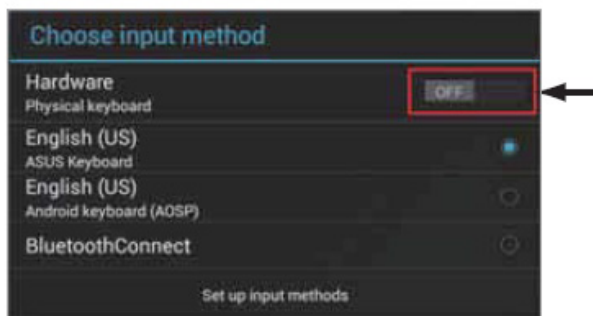 Choose input method
Hardware
Physical keyboard
OFF
English (US)
ASUS Keyboard
English (US)
Android keyboard (AOSP)
BluetoothConnect
Set up input methods